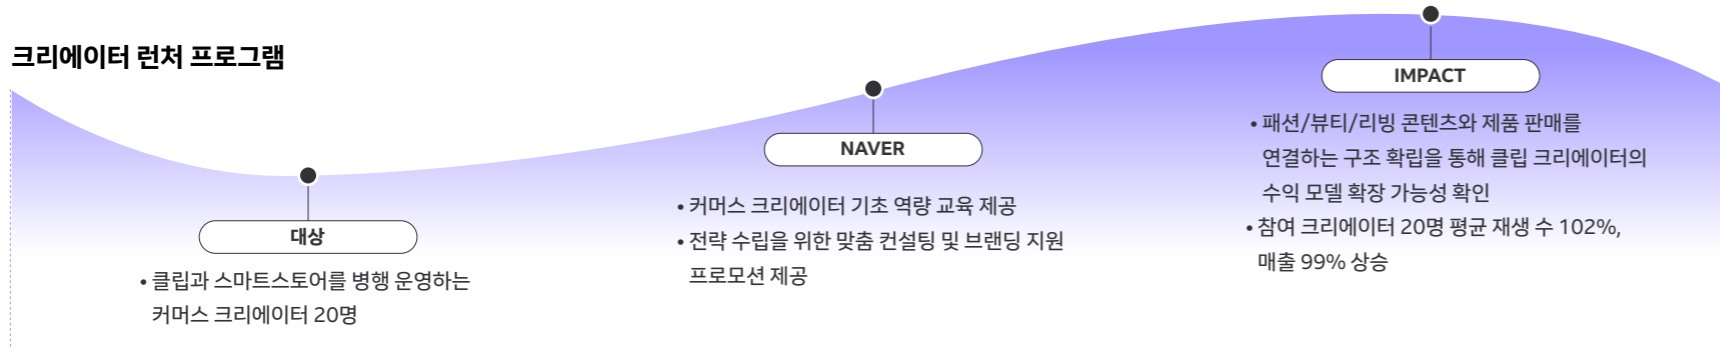 크리에이터 런처 프로그램
대상
• 클립과 스마트스토어를 병행 운영하는
커머스 크리에이터 20명
NAVER
• 커머스 크리에이터 기초 역량 교육 제공
• 전략 수립을 위한 맞춤 컨설팅 및 브랜딩 지원
프로모션 제공
IMPACT
• 패션/뷰티/리빙 콘텐츠와 제품 판매를
연결하는 구조 확립을 통해 클립 크리에이터의
수익 모델 확장 가능성 확인
• 참여 크리에이터 20명 평균 재생 수 102%,
매출 99% 상승